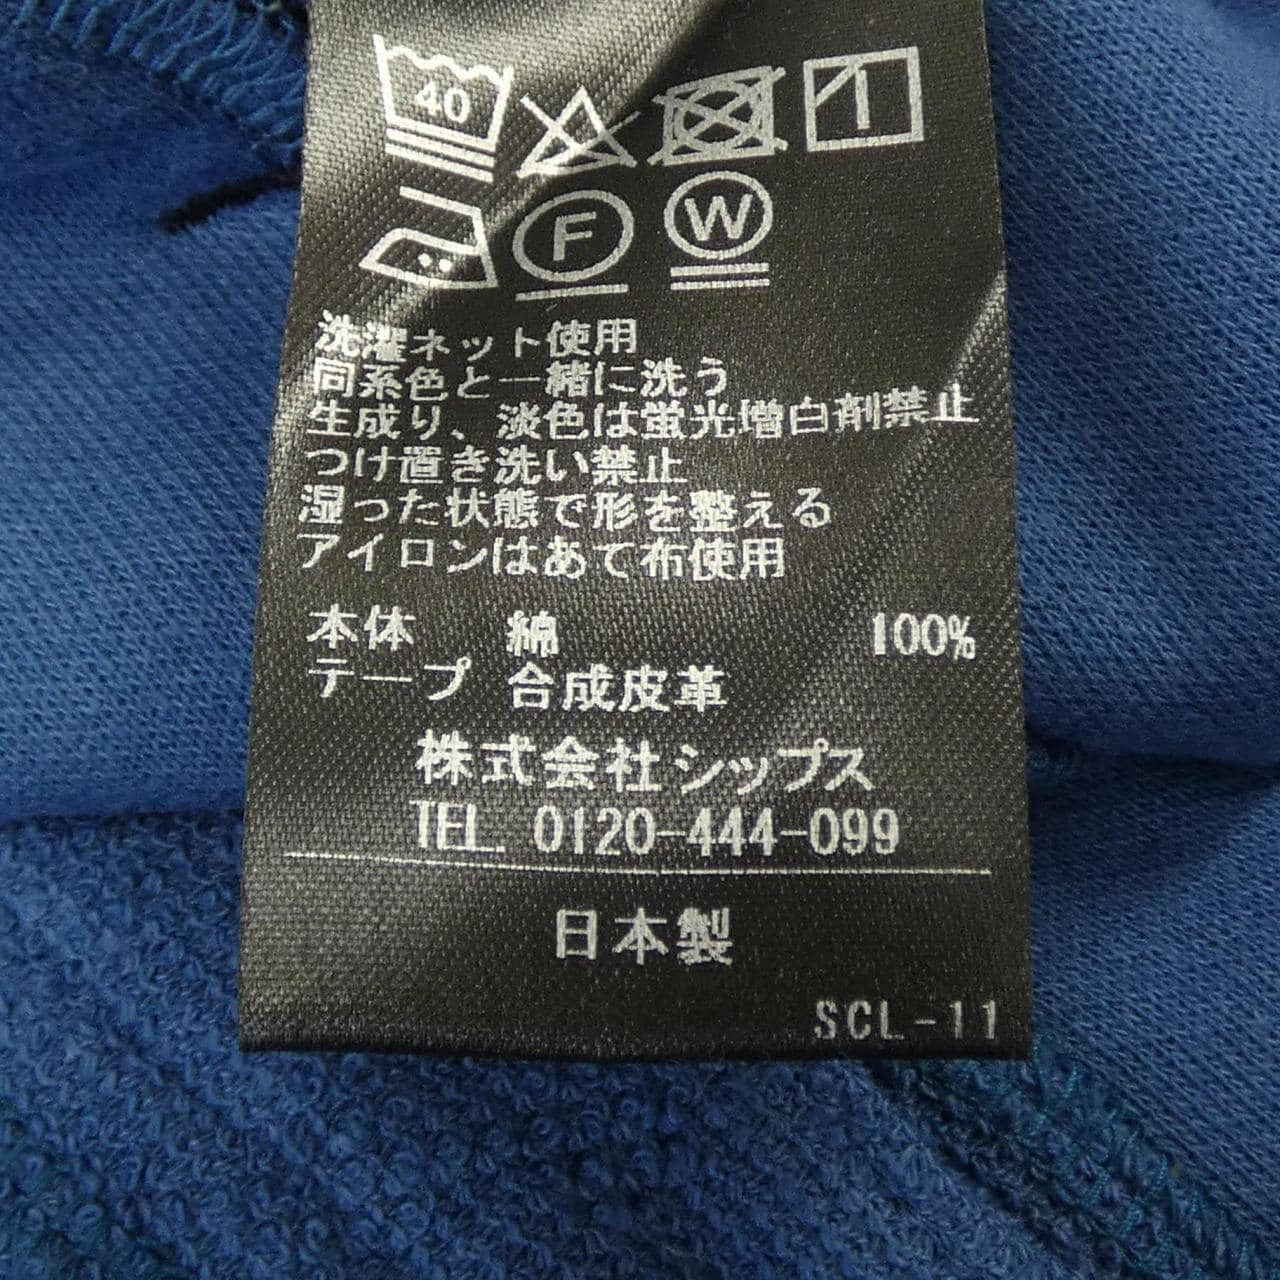 40
F W
洗濯ネット使用
同系色と一緒に洗う
生成り、淡色は蛍光増白剤禁止
つけ置き洗い禁止
湿った状態で形を整える
アイロンはあて布使用
本体 綿 100%
テープ 合成皮革
株式会社シップス
TEL. 0120-444-099
日本製
SCL-11